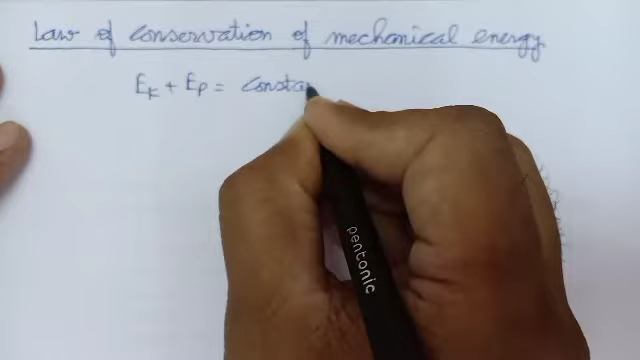 Law of conservation of mechanical energy
EK + EP = consta
pentonic